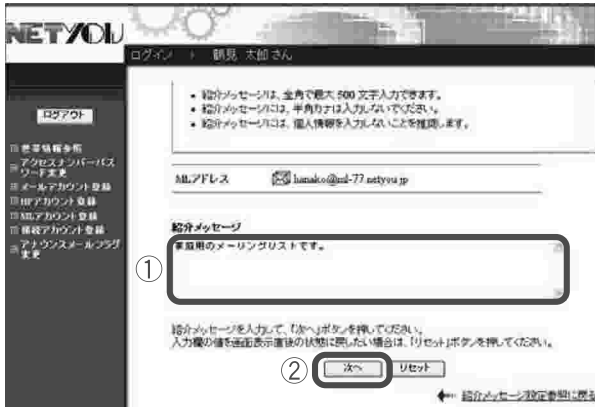 NETYOU
ログイン › 鶴見 太郎 さん
ログアウト
世帯情報参照
アクセスナンバーパス
ワード変更
メールアカウント登録
HPアカウント登録
MLアカウント登録
接続アカウント登録
アナウンスメールフラグ
変更
• 紹介メッセージは、全角で最大 500 文字入力できます。
• 紹介メッセージには、半角カナは入力しないでください。
• 紹介メッセージには、個人情報を入力しないことを推奨します。
MLアドレス hanako@ml-77.netyou.jp
紹介メッセージ
家庭用のメーリングリストです。
①
紹介メッセージを入力して、「次へ」ボタンを押してください。
入力欄の値を画面表示直後の状態に戻したい場合は、「リセット」ボタンを押してください。
② 次へ リセット
紹介メッセージ設定参照に戻る